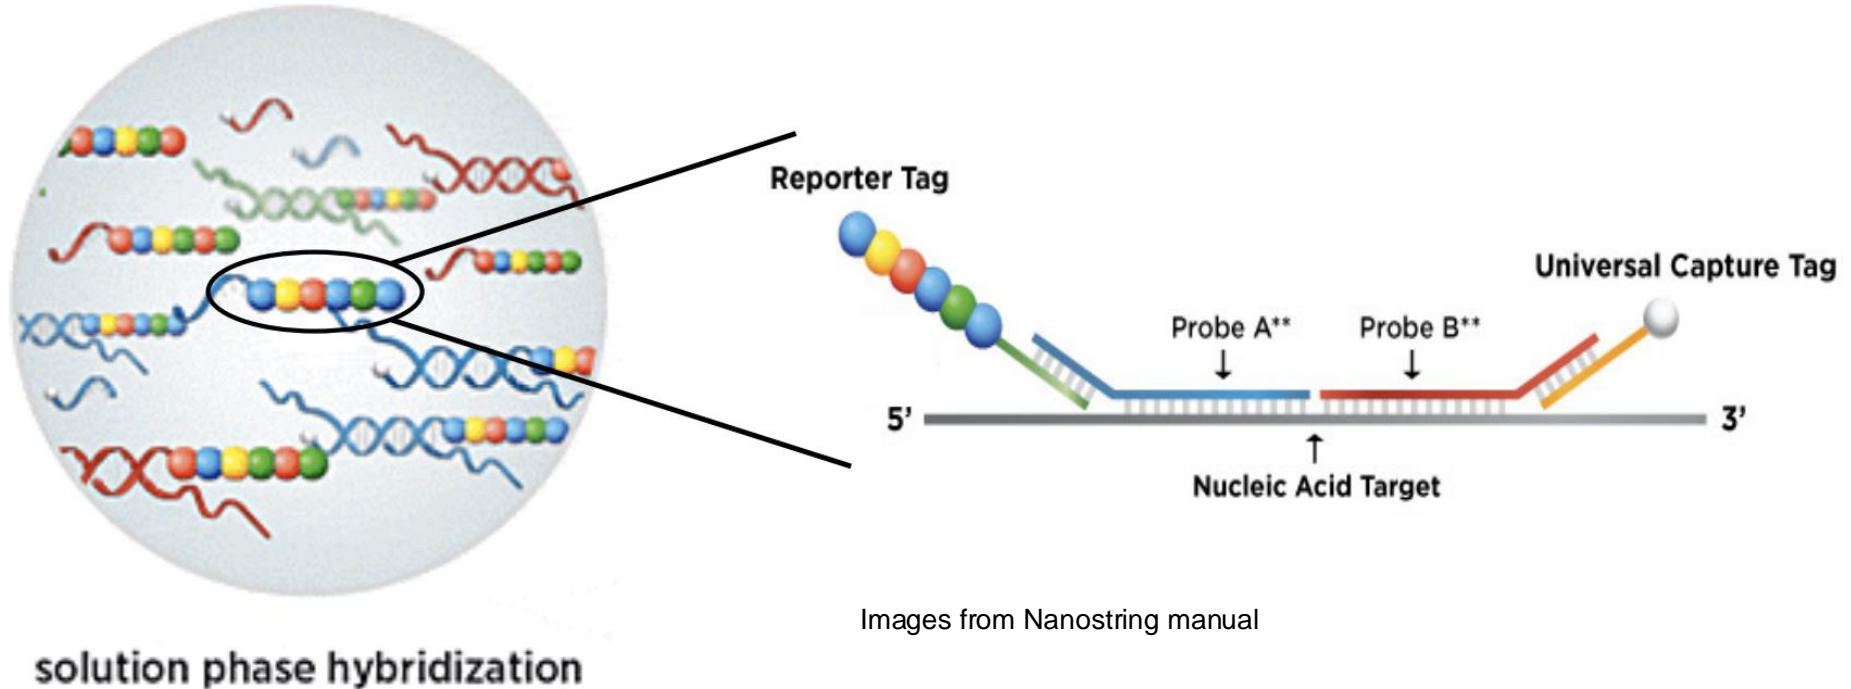 Reporter Tag
Universal Capture Tag
Probe A**
Probe B**
5’
3’
Nucleic Acid Target
Images from Nanostring manual
solution phase hybridization